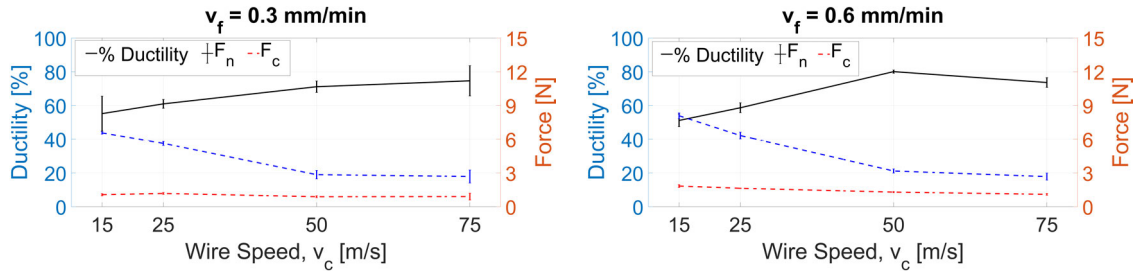 v_f = 0.3 mm/min
% Ductility F_n F_c
Ductility [%]
100
80
60
40
20
0
15
12
9
6
3
0
Force [N]
15 25 50 75
Wire Speed, v_c [m/s]
v_f = 0.6 mm/min
% Ductility F_n F_c
Ductility [%]
100
80
60
40
20
0
15
12
9
6
3
0
Force [N]
15 25 50 75
Wire Speed, v_c [m/s]